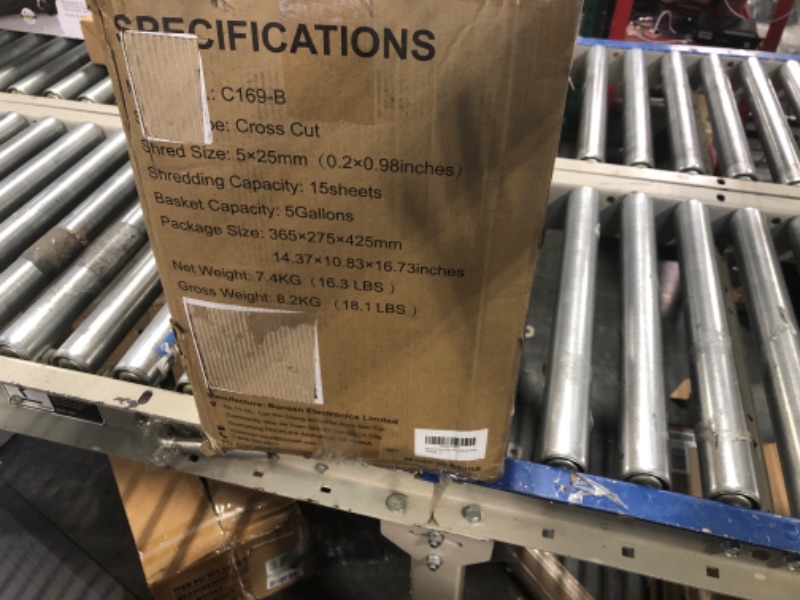 SPECIFICATIONS
.: C169-B
pe: Cross Cut
Shred Size: 5×25mm (0.2×0.98inches)
Shredding Capacity: 15sheets
Basket Capacity: 5Gallons
Package Size: 365×275×425mm
14.37×10.83×16.73inches
Net Weight: 7.4KG (16.3 LBS)
Gross Weight: 8.2KG (18.1 LBS)
Manufacture: Bonsen Electronics Limited